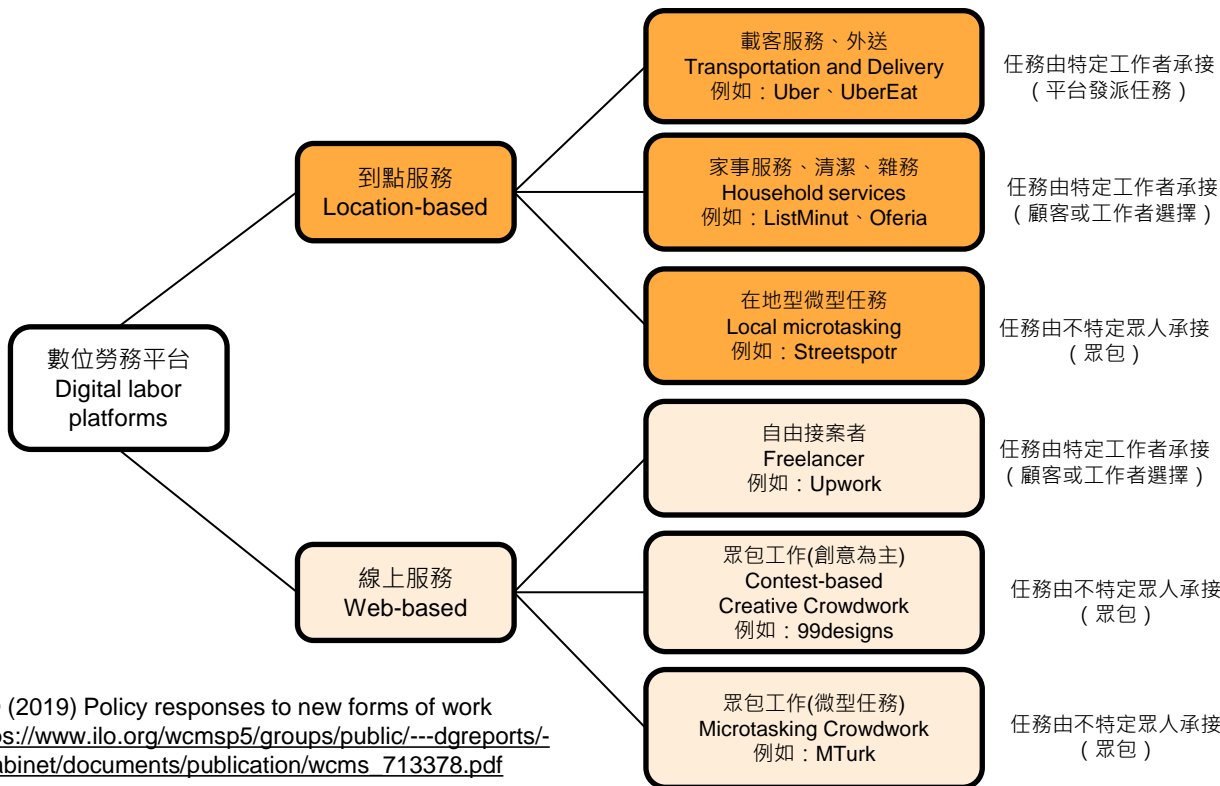 數位勞務平台
Digital labor
platforms
到點服務
Location-based
載客服務、外送
Transportation and Delivery
例如：Uber、UberEat
任務由特定工作者承接
（平台發派任務）
家事服務、清潔、雜務
Household services
例如：ListMinut、Oferia
任務由特定工作者承接
（顧客或工作者選擇）
在地型微型任務
Local microtasking
例如：Streetspotr
任務由不特定眾人承接
（眾包）
線上服務
Web-based
自由接案者
Freelancer
例如：Upwork
任務由特定工作者承接
（顧客或工作者選擇）
眾包工作(創意為主)
Contest-based
Creative Crowdwork
例如：99designs
任務由不特定眾人承接
（眾包）
眾包工作(微型任務)
Microtasking Crowdwork
例如：MTurk
任務由不特定眾人承接
（眾包）
(2019) Policy responses to new forms of work
s://www.ilo.org/wcmsp5/groups/public/---dgreports/-
abinet/documents/publication/wcms_713378.pdf